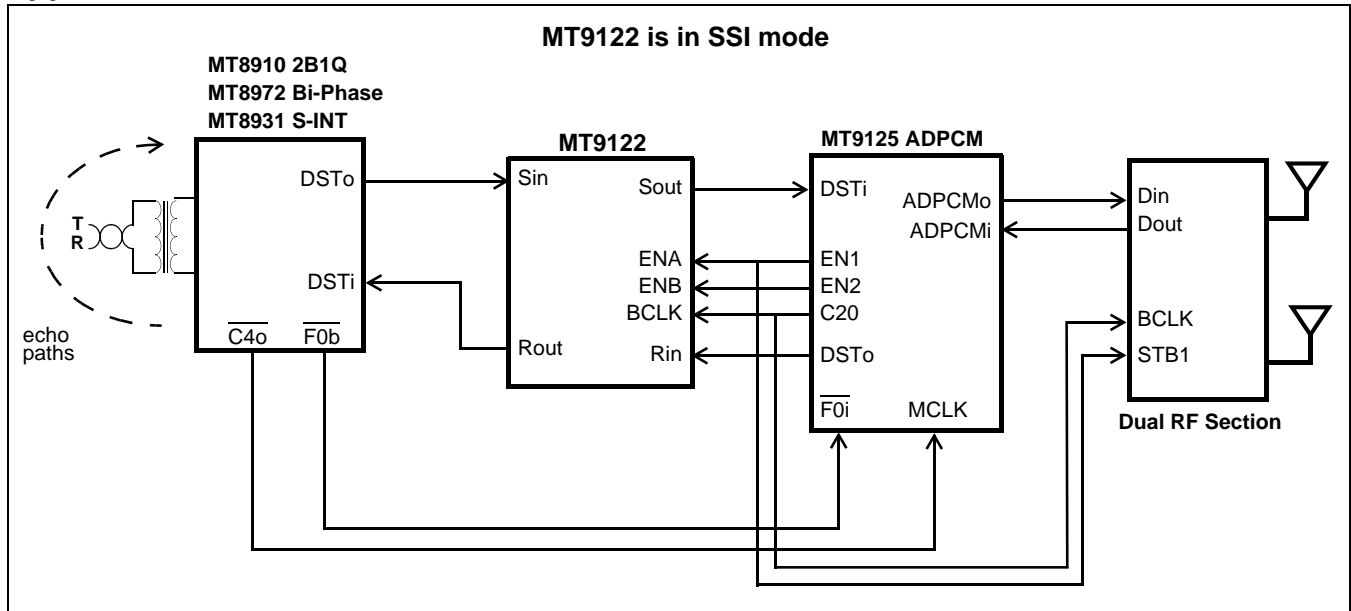 MT9122 is in SSI mode
MT8910 2B1Q
MT8972 Bi-Phase
MT8931 S-INT
MT9122
MT9125 ADPCM
DSTo
Sin
Sout
DSTi
ADPCMo
ADPCMi
Din
Dout
T
R
ENA
ENB
BCLK
EN1
EN2
C20
DSTi
BCLK
STB1
echo
paths
C4o
F0b
Rout
Rin
DSTo
F0i
MCLK
Dual RF Section